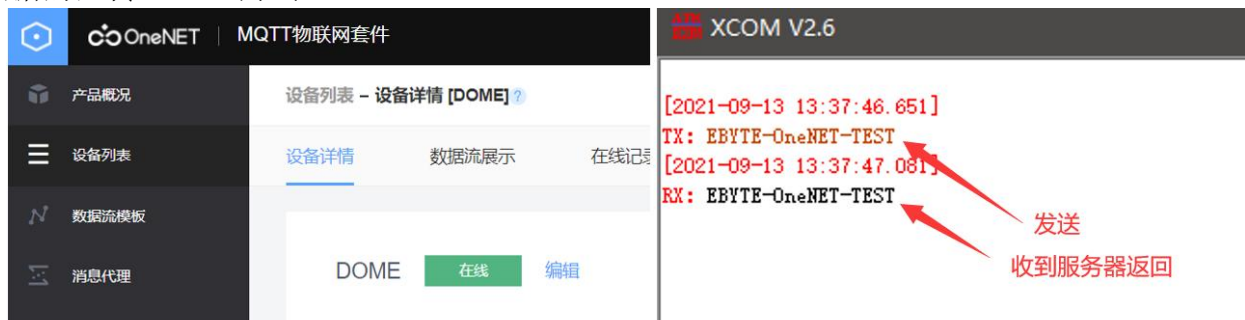 OneNET
MQTT物联网套件
产品概况
设备列表
数据流模板
消息代理
设备列表 – 设备详情 [DOME] ?
设备详情
数据流展示
在线记录
DOME
在线
编辑
ATK
XCOM V2.6
[2021-09-13 13:37:46.651]
TX: EBYTE-OneNET-TEST
[2021-09-13 13:37:47.081]
RX: EBYTE-OneNET-TEST
发送
收到服务器返回